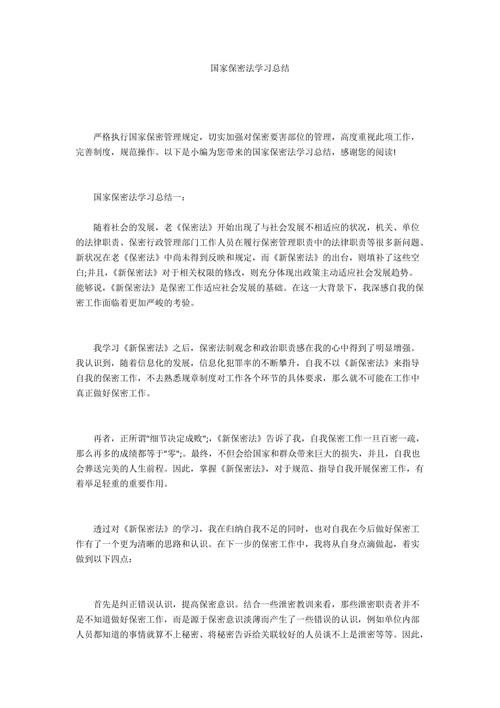 国家保密法学习总结
严格执行国家保密管理规定，切实加强对保密要害部位的管理，高度重视此项工作，
完善制度，规范操作。以下是小编为您带来的国家保密法学习总结，感谢您的阅读!
国家保密法学习总结一：
随着社会的发展，老《保密法》开始出现了与社会发展不相适应的状况，机关、单位
的法律职责、保密行政管理部门工作人员在履行保密管理职责中的法律职责等很多新问题、
新状况在老《保密法》中尚未得到反映和规定，而《新保密法》的出台，则填补了这些空
白;并且，《新保密法》对于相关权限的修改，则充分体现出政策主动适应社会发展趋势。
能够说，《新保密法》是保密工作适应社会发展的基础。在这一大背景下，我深感自我的保
密工作面临着更加严峻的考验。
我学习《新保密法》之后，保密法制观念和政治职责感在我的心中得到了明显增强。
我认识到，随着信息化的发展，信息化犯罪率的不断攀升，自我不以《新保密法》来指导
自我的保密工作，不去熟悉规章制度对工作各个环节的具体要求，那么就不可能在工作中
真正做好保密工作。
再者，正所谓"细节决定成败";，《新保密法》告诉了我，自我保密工作一旦百密一疏，
那么再多的成绩都等于"零";。最终，不但会给国家和群众带来巨大的损失，并且，自我也
会葬送完美的人生前程。因此，掌握《新保密法》，对于规范、指导自我开展保密工作，有
着举足轻重的重要作用。
透过对《新保密法》的学习，我在归纳自我不足的同时，也对自我在今后做好保密工
作有了一个更为清晰的思路和认识。在下一步的保密工作中，我将从自身点滴做起，着实
做到以下四点：
首先是纠正错误认识，提高保密意识。结合一些泄密教训来看，那些泄密职责者并不
是不知道做好保密工作，而是源于保密意识淡薄而产生了一些错误的认识，例如单位内部
人员都知道的事情就算不上秘密、将秘密告诉给关联较好的人员谈不上是泄密等等。因此，